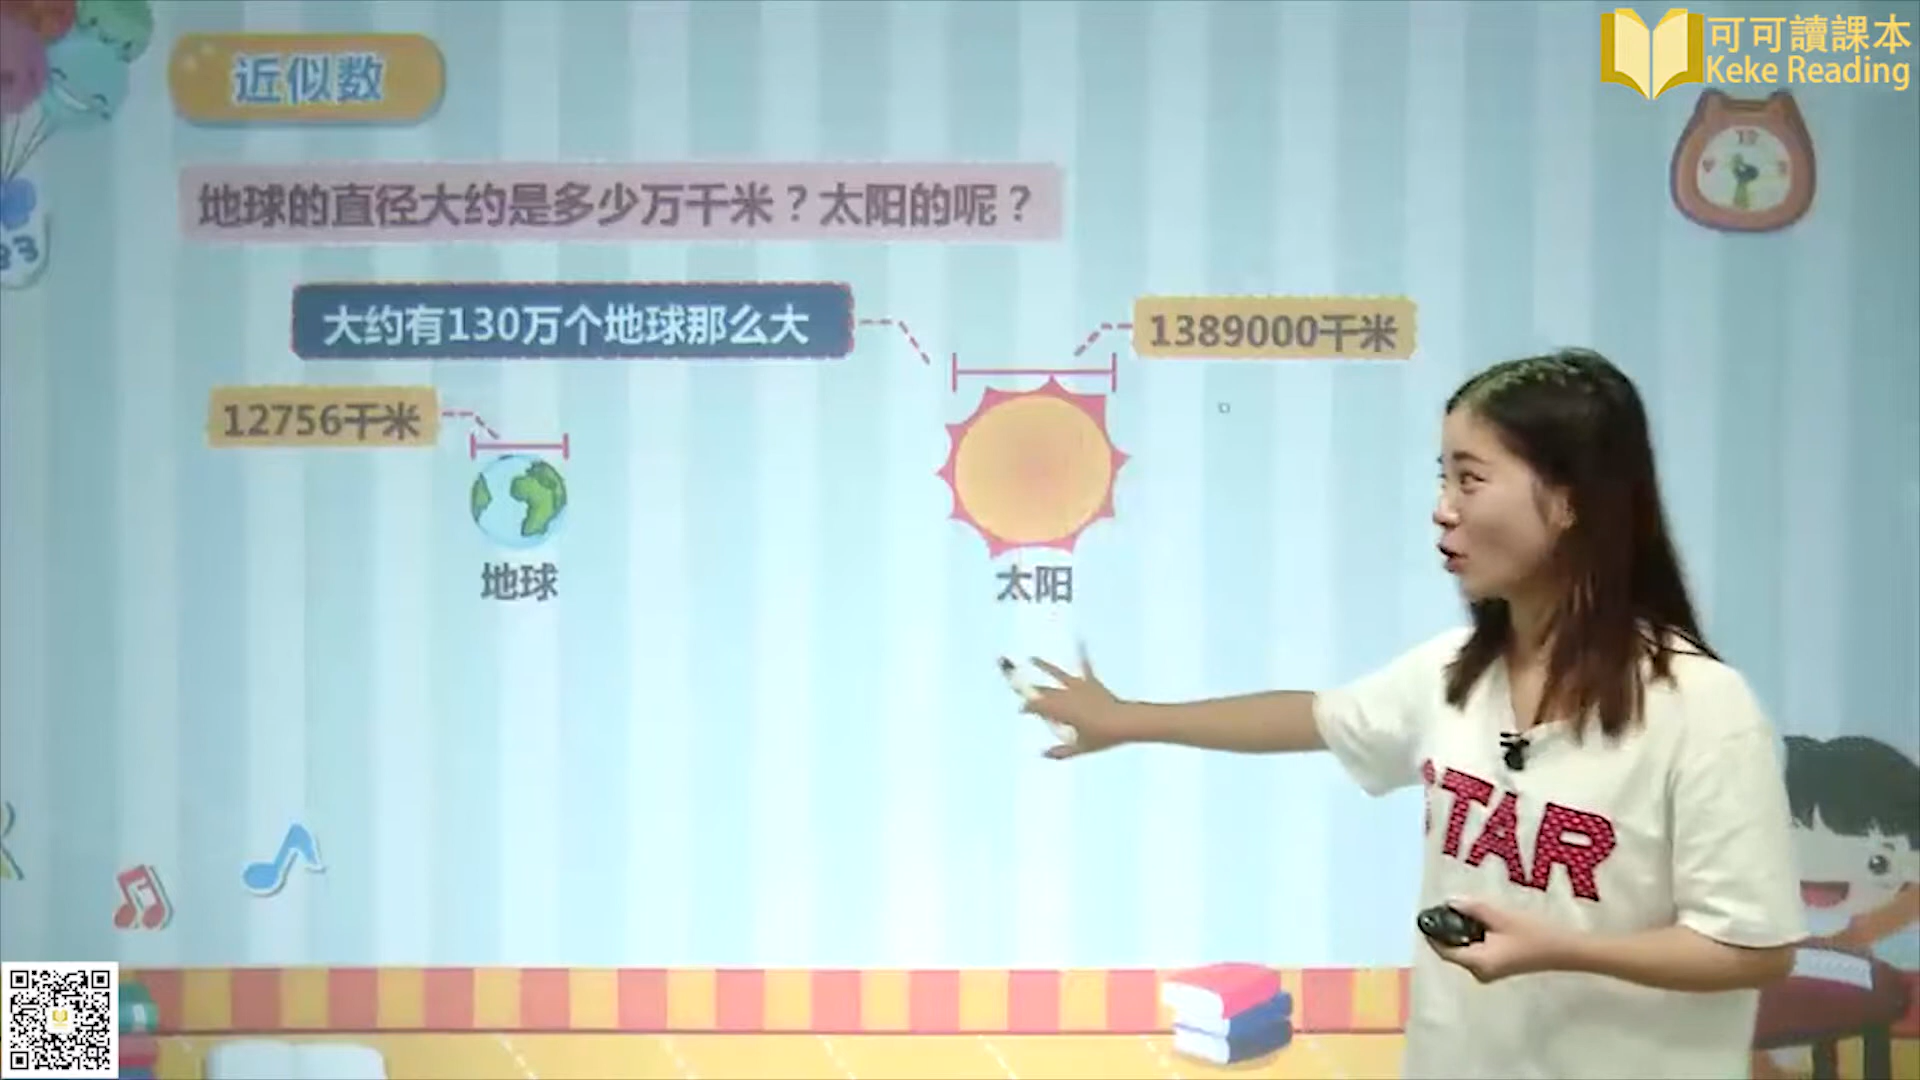 近似数
可可讀課本
Keke Reading
地球的直径大约是多少万千米？太阳的呢？
大约有130万个地球那么大
1389000千米
12756千米
地球
太阳
STAR